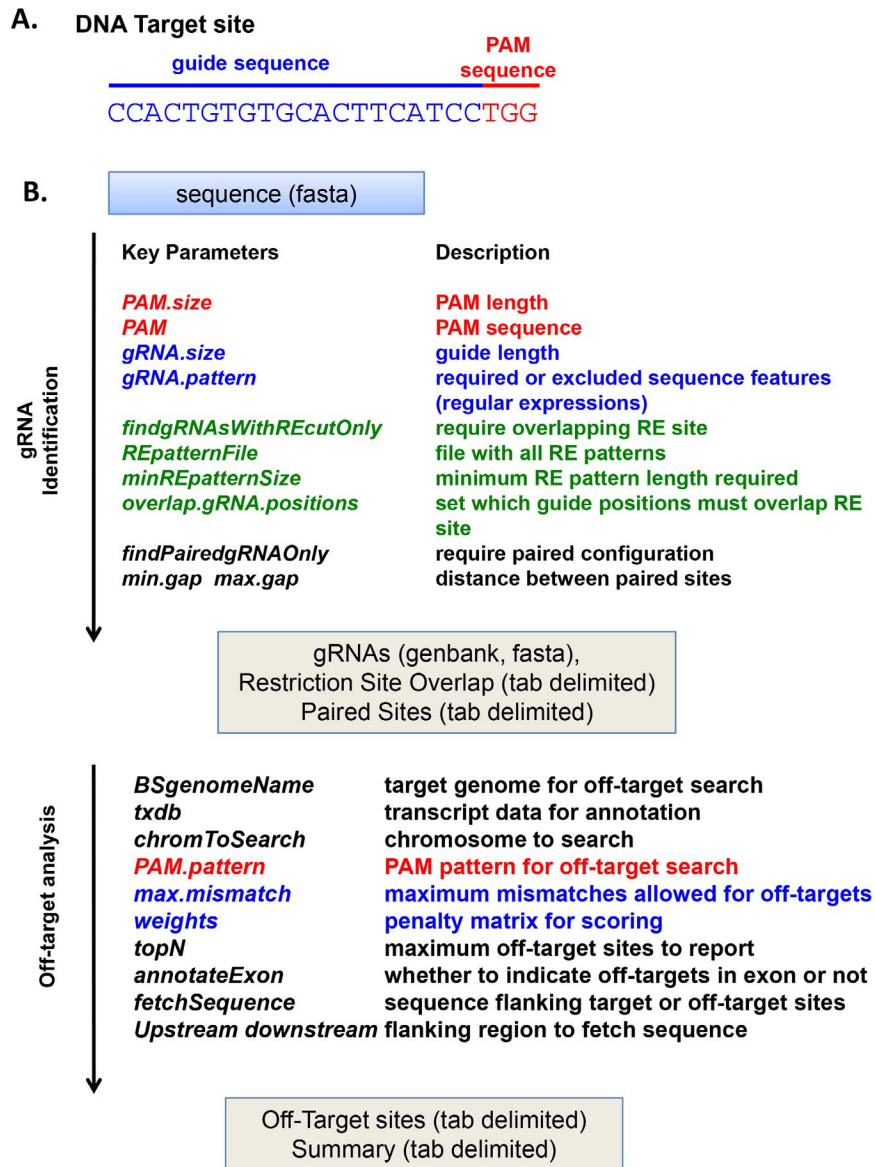 A. DNA Target site
guide sequence
PAM
sequence
CCACTGTGTGCACTTCATCCTGG
B.
sequence (fasta)
gRNA
Identification
Key Parameters Description
PAM.size PAM length
PAM PAM sequence
gRNA.size guide length
gRNA.pattern required or excluded sequence features
(regular expressions)
findgRNAsWithREcutOnly require overlapping RE site
REpatternFile file with all RE patterns
minREpatternSize minimum RE pattern length required
overlap.gRNA.positions set which guide positions must overlap RE
site
findPairedgRNAOnly require paired configuration
min.gap max.gap distance between paired sites
gRNAs (genbank, fasta),
Restriction Site Overlap (tab delimited)
Paired Sites (tab delimited)
Off-target analysis
BSgenomeName target genome for off-target search
txdb transcript data for annotation
chromToSearch chromosome to search
PAM.pattern PAM pattern for off-target search
max.mismatch maximum mismatches allowed for off-targets
weights penalty matrix for scoring
topN maximum off-target sites to report
annotateExon whether to indicate off-targets in exon or not
fetchSequence sequence flanking target or off-target sites
Upstream downstream flanking region to fetch sequence
Off-Target sites (tab delimited)
Summary (tab delimited)